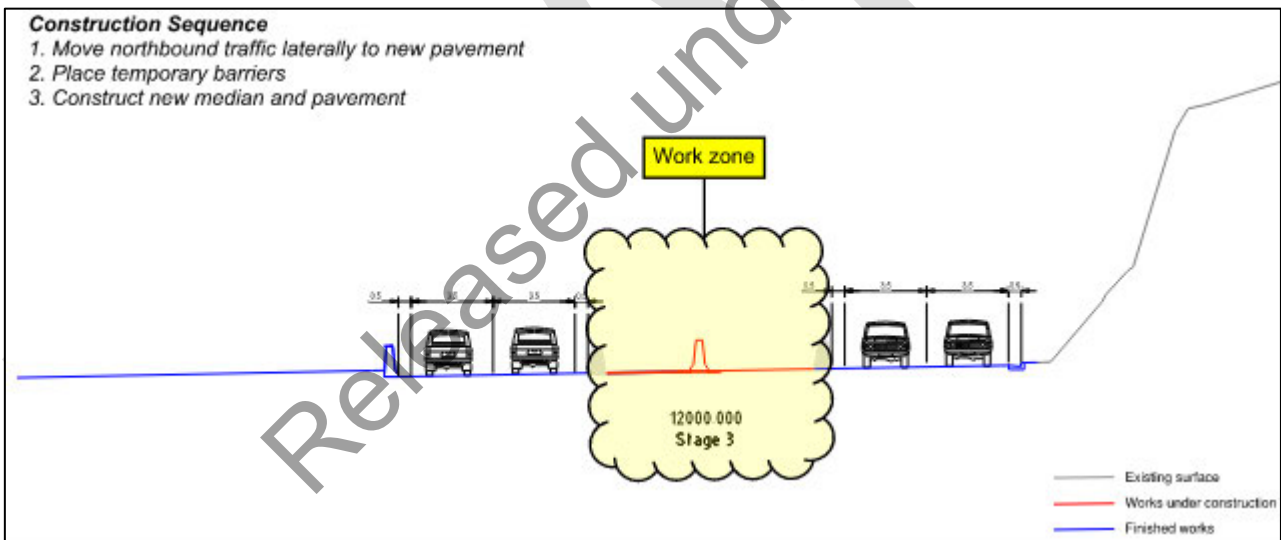 Construction Sequence
1. Move northbound traffic laterally to new pavement
2. Place temporary barriers
3. Construct new median and pavement
Released und
Work zone
0.5 3.5 3.5 0.5 0.5 3.5 3.5 0.5
12000.000
Stage 3
Existing surface
Works under construction
Finished works